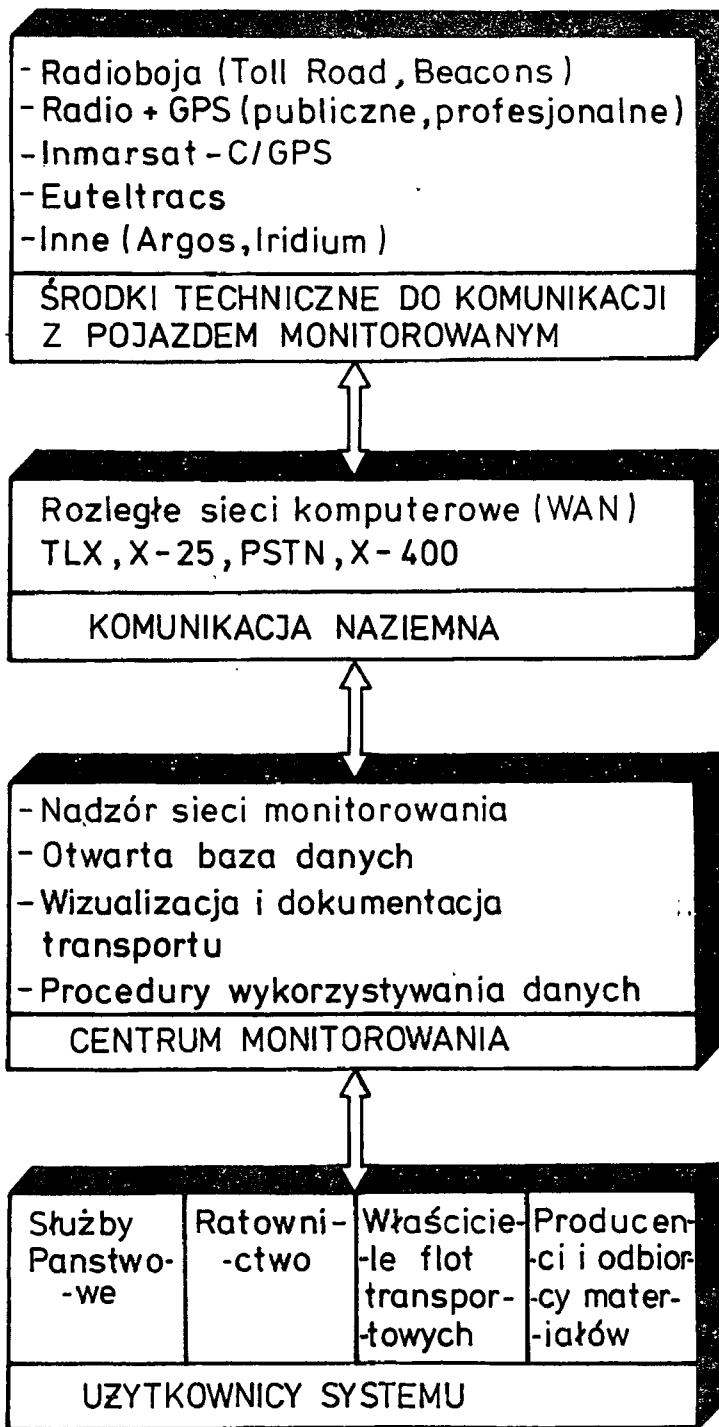 - Radioboja (Toll Road, Beacons)
- Radio + GPS (publiczne, profesjonalne)
- Inmarsat - C/GPS
- Euteltracs
- Inne (Argos, Iridium)
ŚRODKI TECHNICZNE DO KOMUNIKACJI
Z POJAZDEM MONITOROWANYM
Rozległe sieci komputerowe (WAN)
TLX, X-25, PSTN, X-400
KOMUNIKACJA NAZIEMNA
- Nadzór sieci monitorowania
- Otwarta baza danych
- Wizualizacja i dokumentacja
transportu
- Procedury wykorzystywania danych
CENTRUM MONITOROWANIA
Służby
Panstwo-
-we
Ratowni-
-ctwo
Właścicie-
-le flot
transpor-
-towych
Producen-
-ci i odbior-
-cy mater-
-jałów
UŻYTKOWNICY SYSTEMU